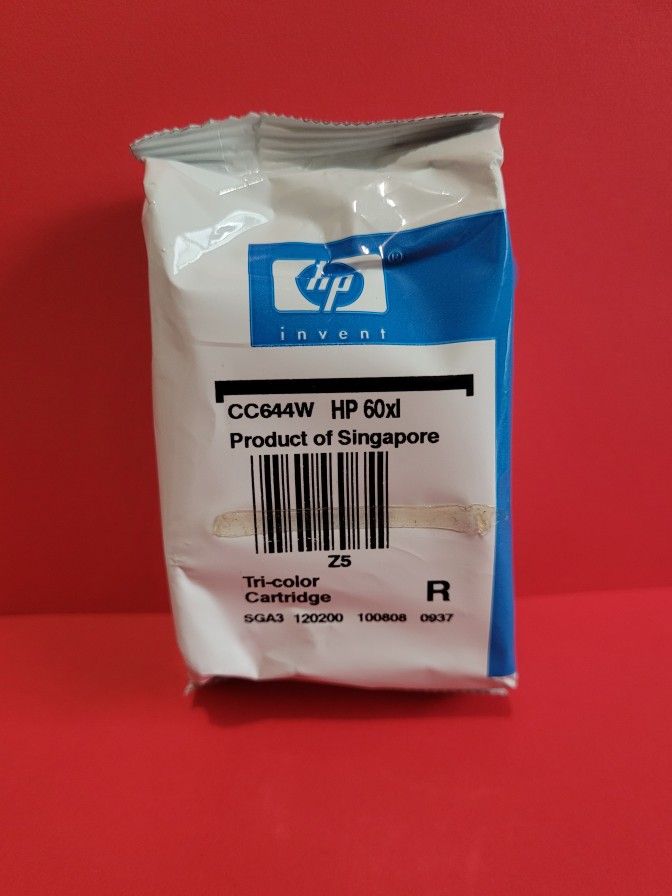 hp®
invent
CC644W HP 60xl
Product of Singapore
Z5
Tri-color
Cartridge R
SGA3 120200 100808 0937